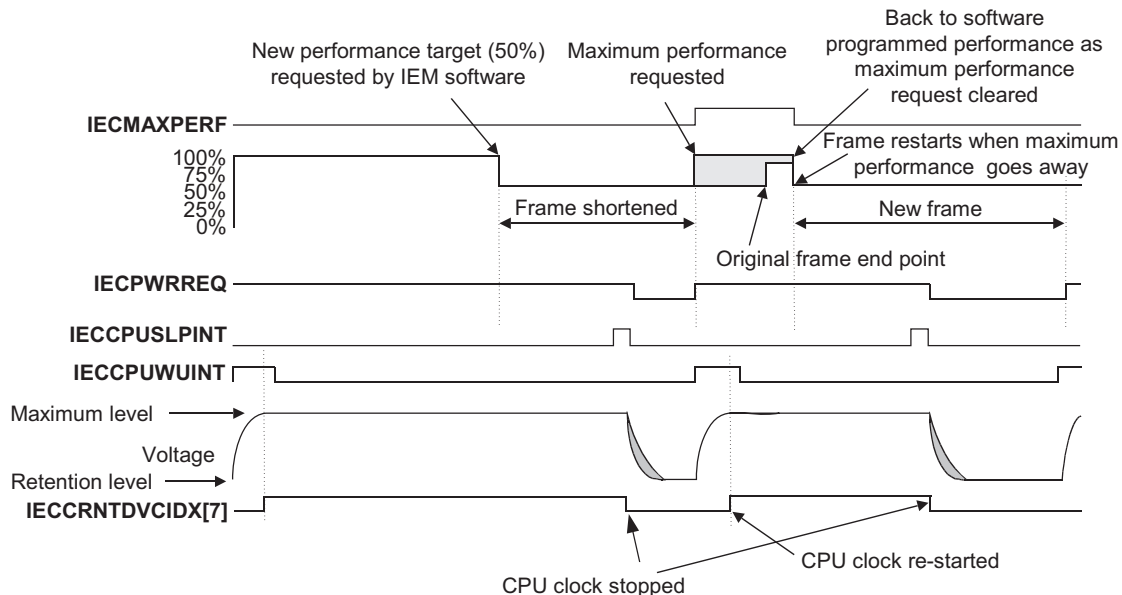 New performance target (50%)
requested by IEM software
Maximum performance
requested
Back to software
programmed performance as
maximum performance
request cleared
IECMAXPERF
Frame restarts when maximum
performance goes away
100%
75%
50%
25%
0%
Frame shortened
New frame
Original frame end point
IECPWRREQ
IECCPUSLPINT
IECCPUWUINT
Maximum level
Voltage
Retention level
IECCRNTDVCIDX[7]
CPU clock re-started
CPU clock stopped